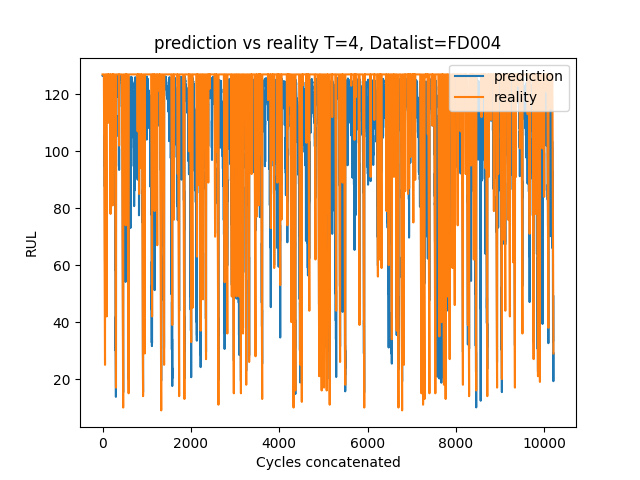 prediction vs reality T=4, Datalist=FD004
prediction
reality
120
100
80
60
40
20
RUL
0 2000 4000 6000 8000 10000
Cycles concatenated